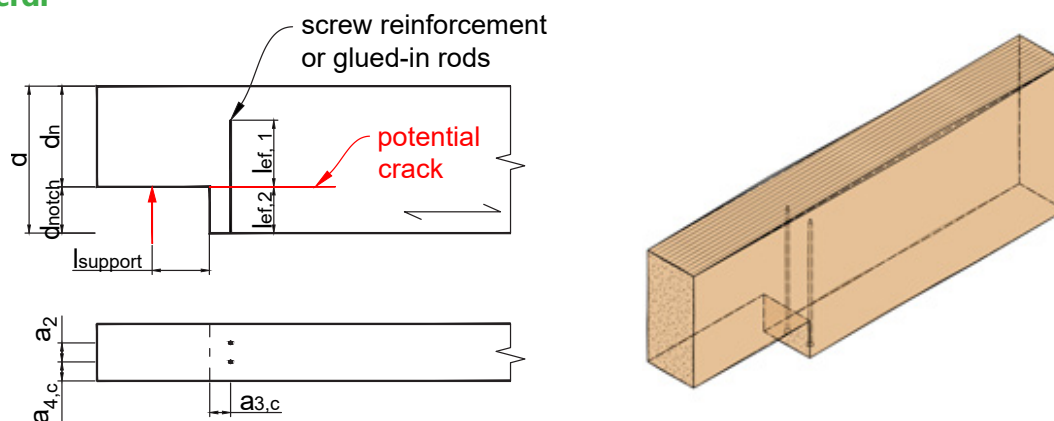 screw reinforcement
or glued-in rods
d
dn
dnotch
lef, 1
lef,2
potential
crack
lsupport
a2
a4,c
a3,c